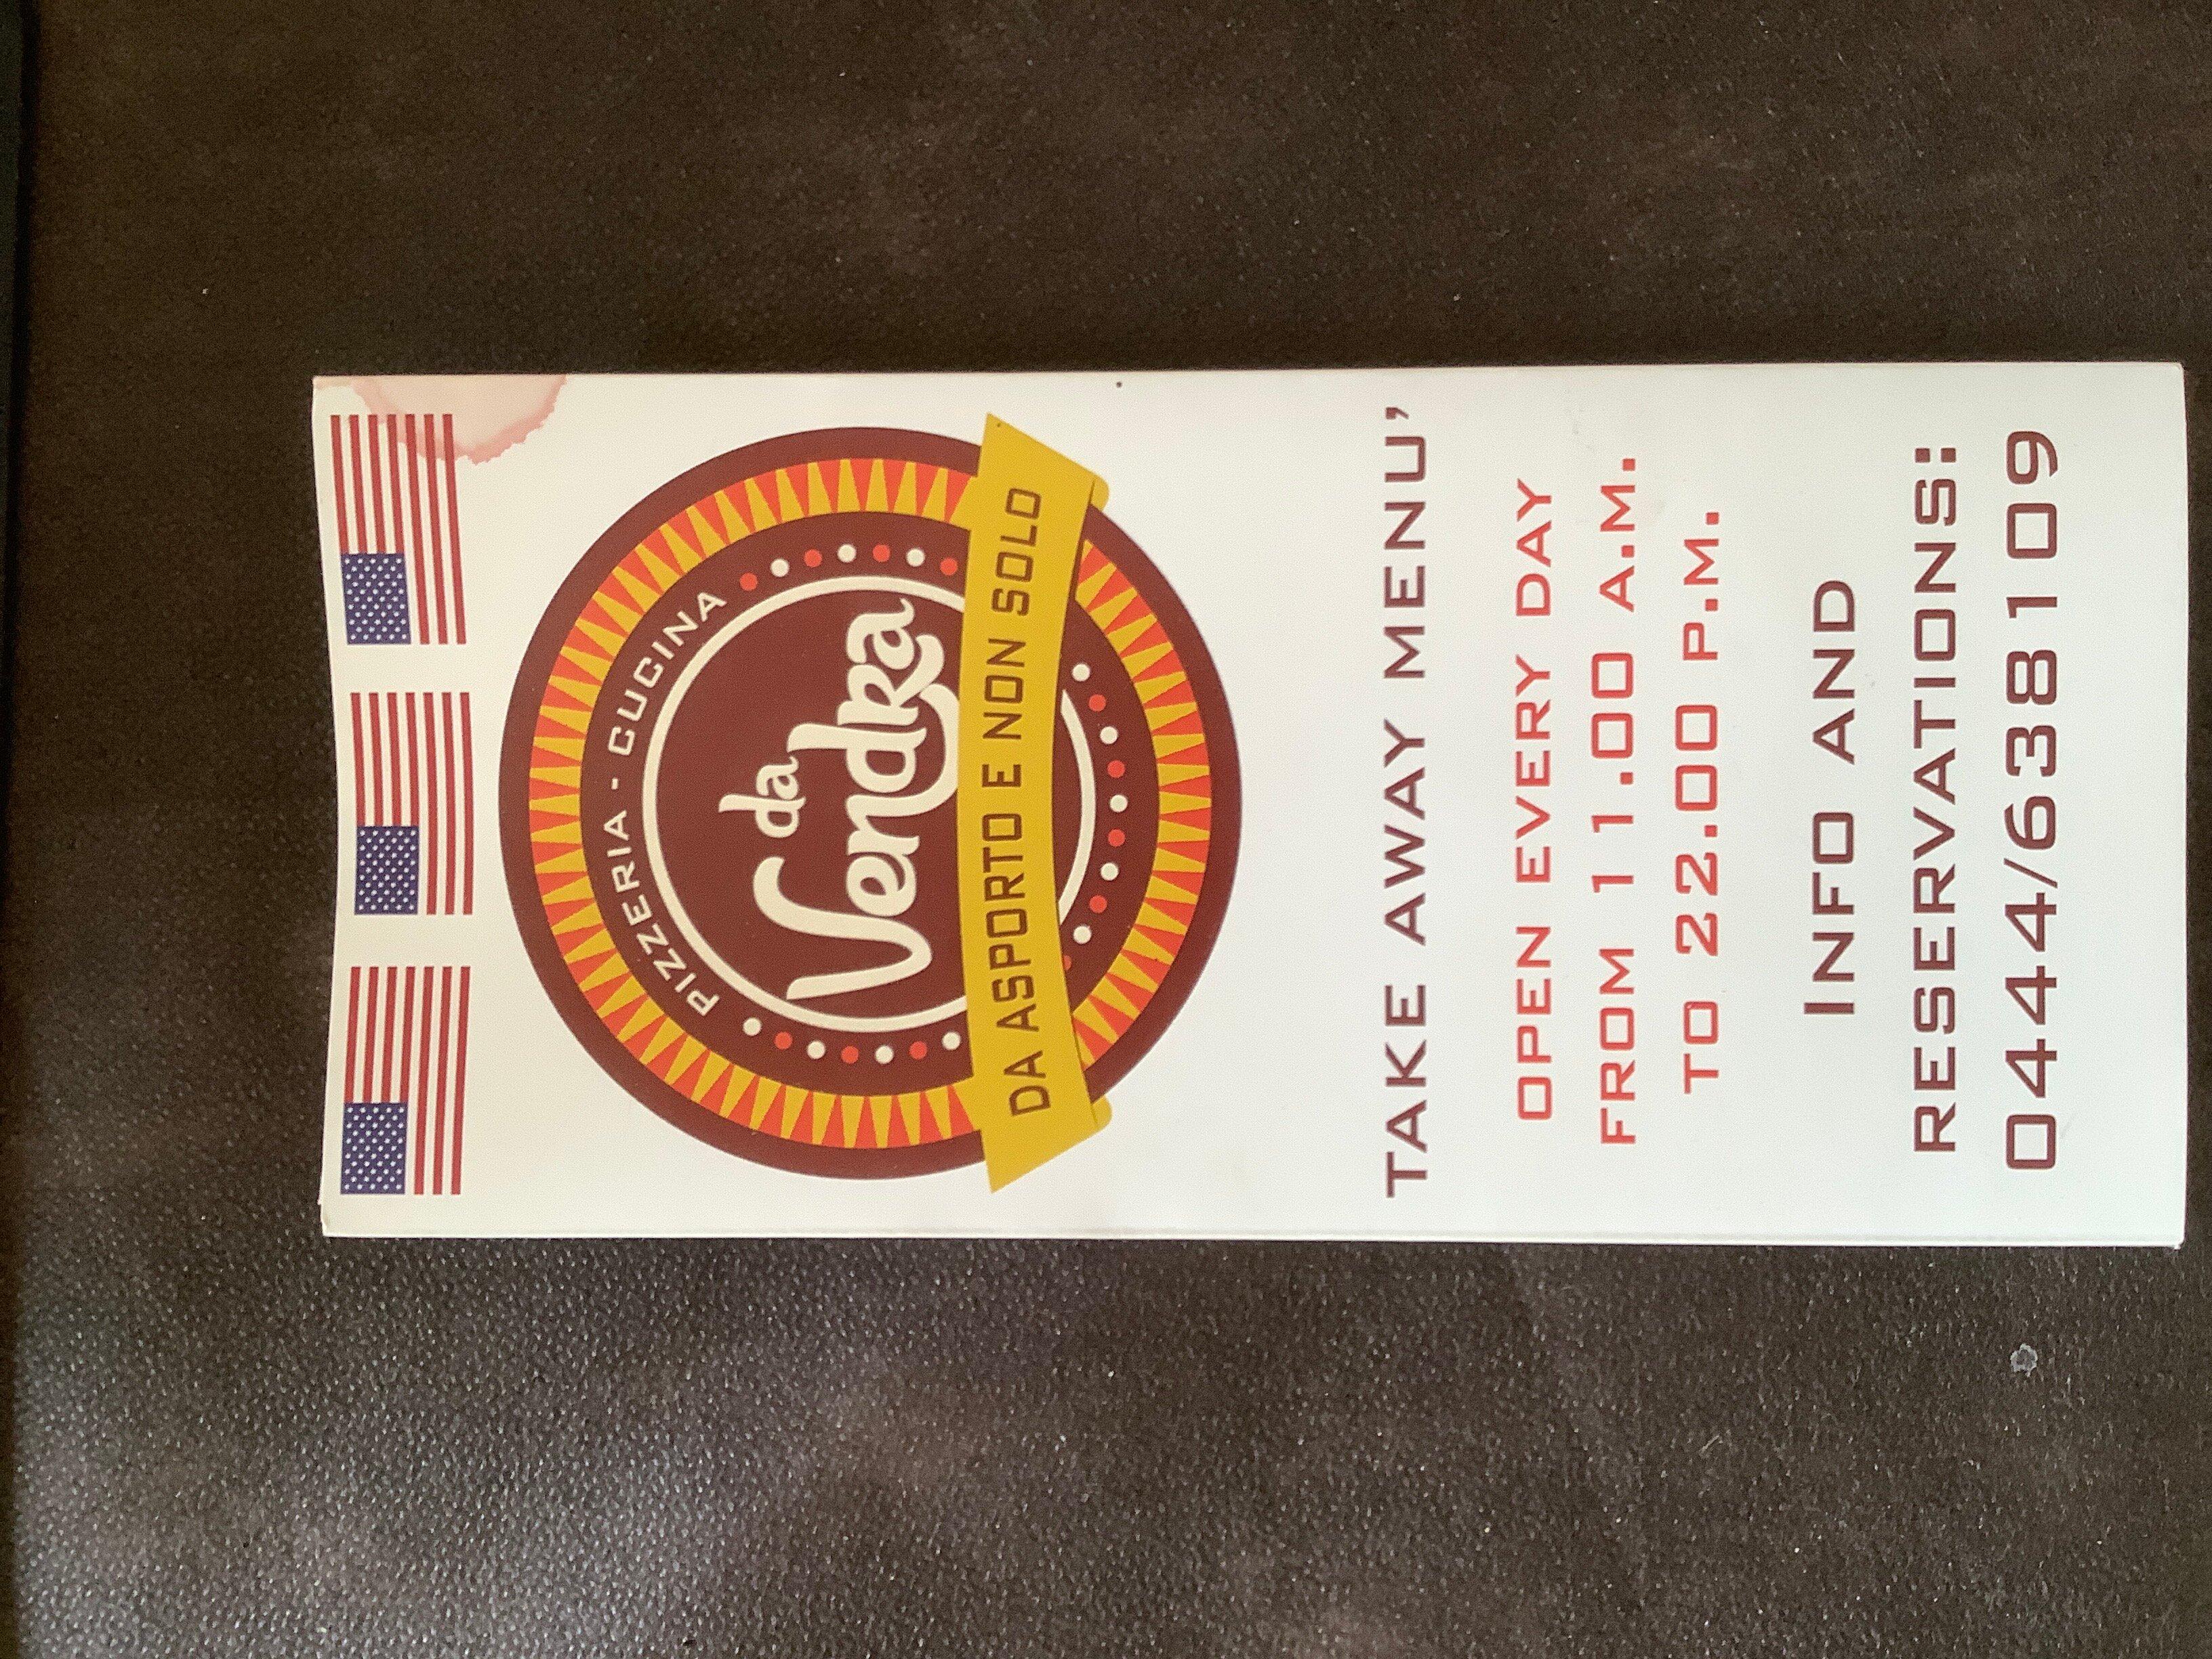 PIZZERIA - CUCINA
da
Vendra
DA ASPORTO E NON SOLO
TAKE AWAY MENU'
OPEN EVERY DAY
FROM 11.00 A.M.
TO 22.00 P.M.
INFO AND
RESERVATIONS:
0444/638109